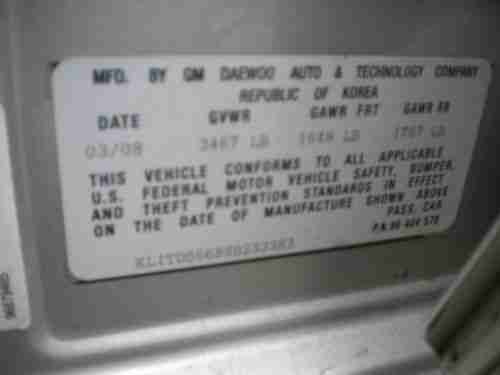 MFD. BY GM DAEWOO AUTO & TECHNOLOGY COMPANY
REPUBLIC OF KOREA
DATE GVWR GAWR FRT GAWR RR
03/08 3467 LB LB LB
THIS VEHICLE CONFORMS TO ALL APPLICABLE
U.S. FEDERAL MOTOR VEHICLE SAFETY, BUMPER,
AND THEFT PREVENTION STANDARDS IN EFFECT
ON THE DATE OF MANUFACTURE SHOWN ABOVE
PASS. CAR